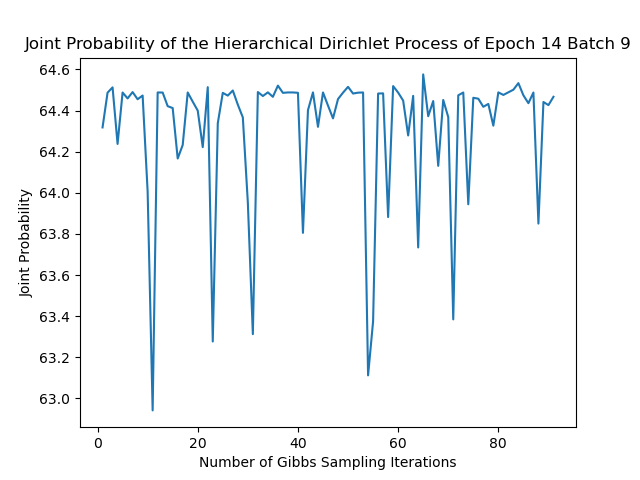 Joint Probability of the Hierarchical Dirichlet Process of Epoch 14 Batch 9
64.6
64.4
64.2
64.0
63.8
63.6
63.4
63.2
63.0
Joint Probability
0 20 40 60 80
Number of Gibbs Sampling Iterations